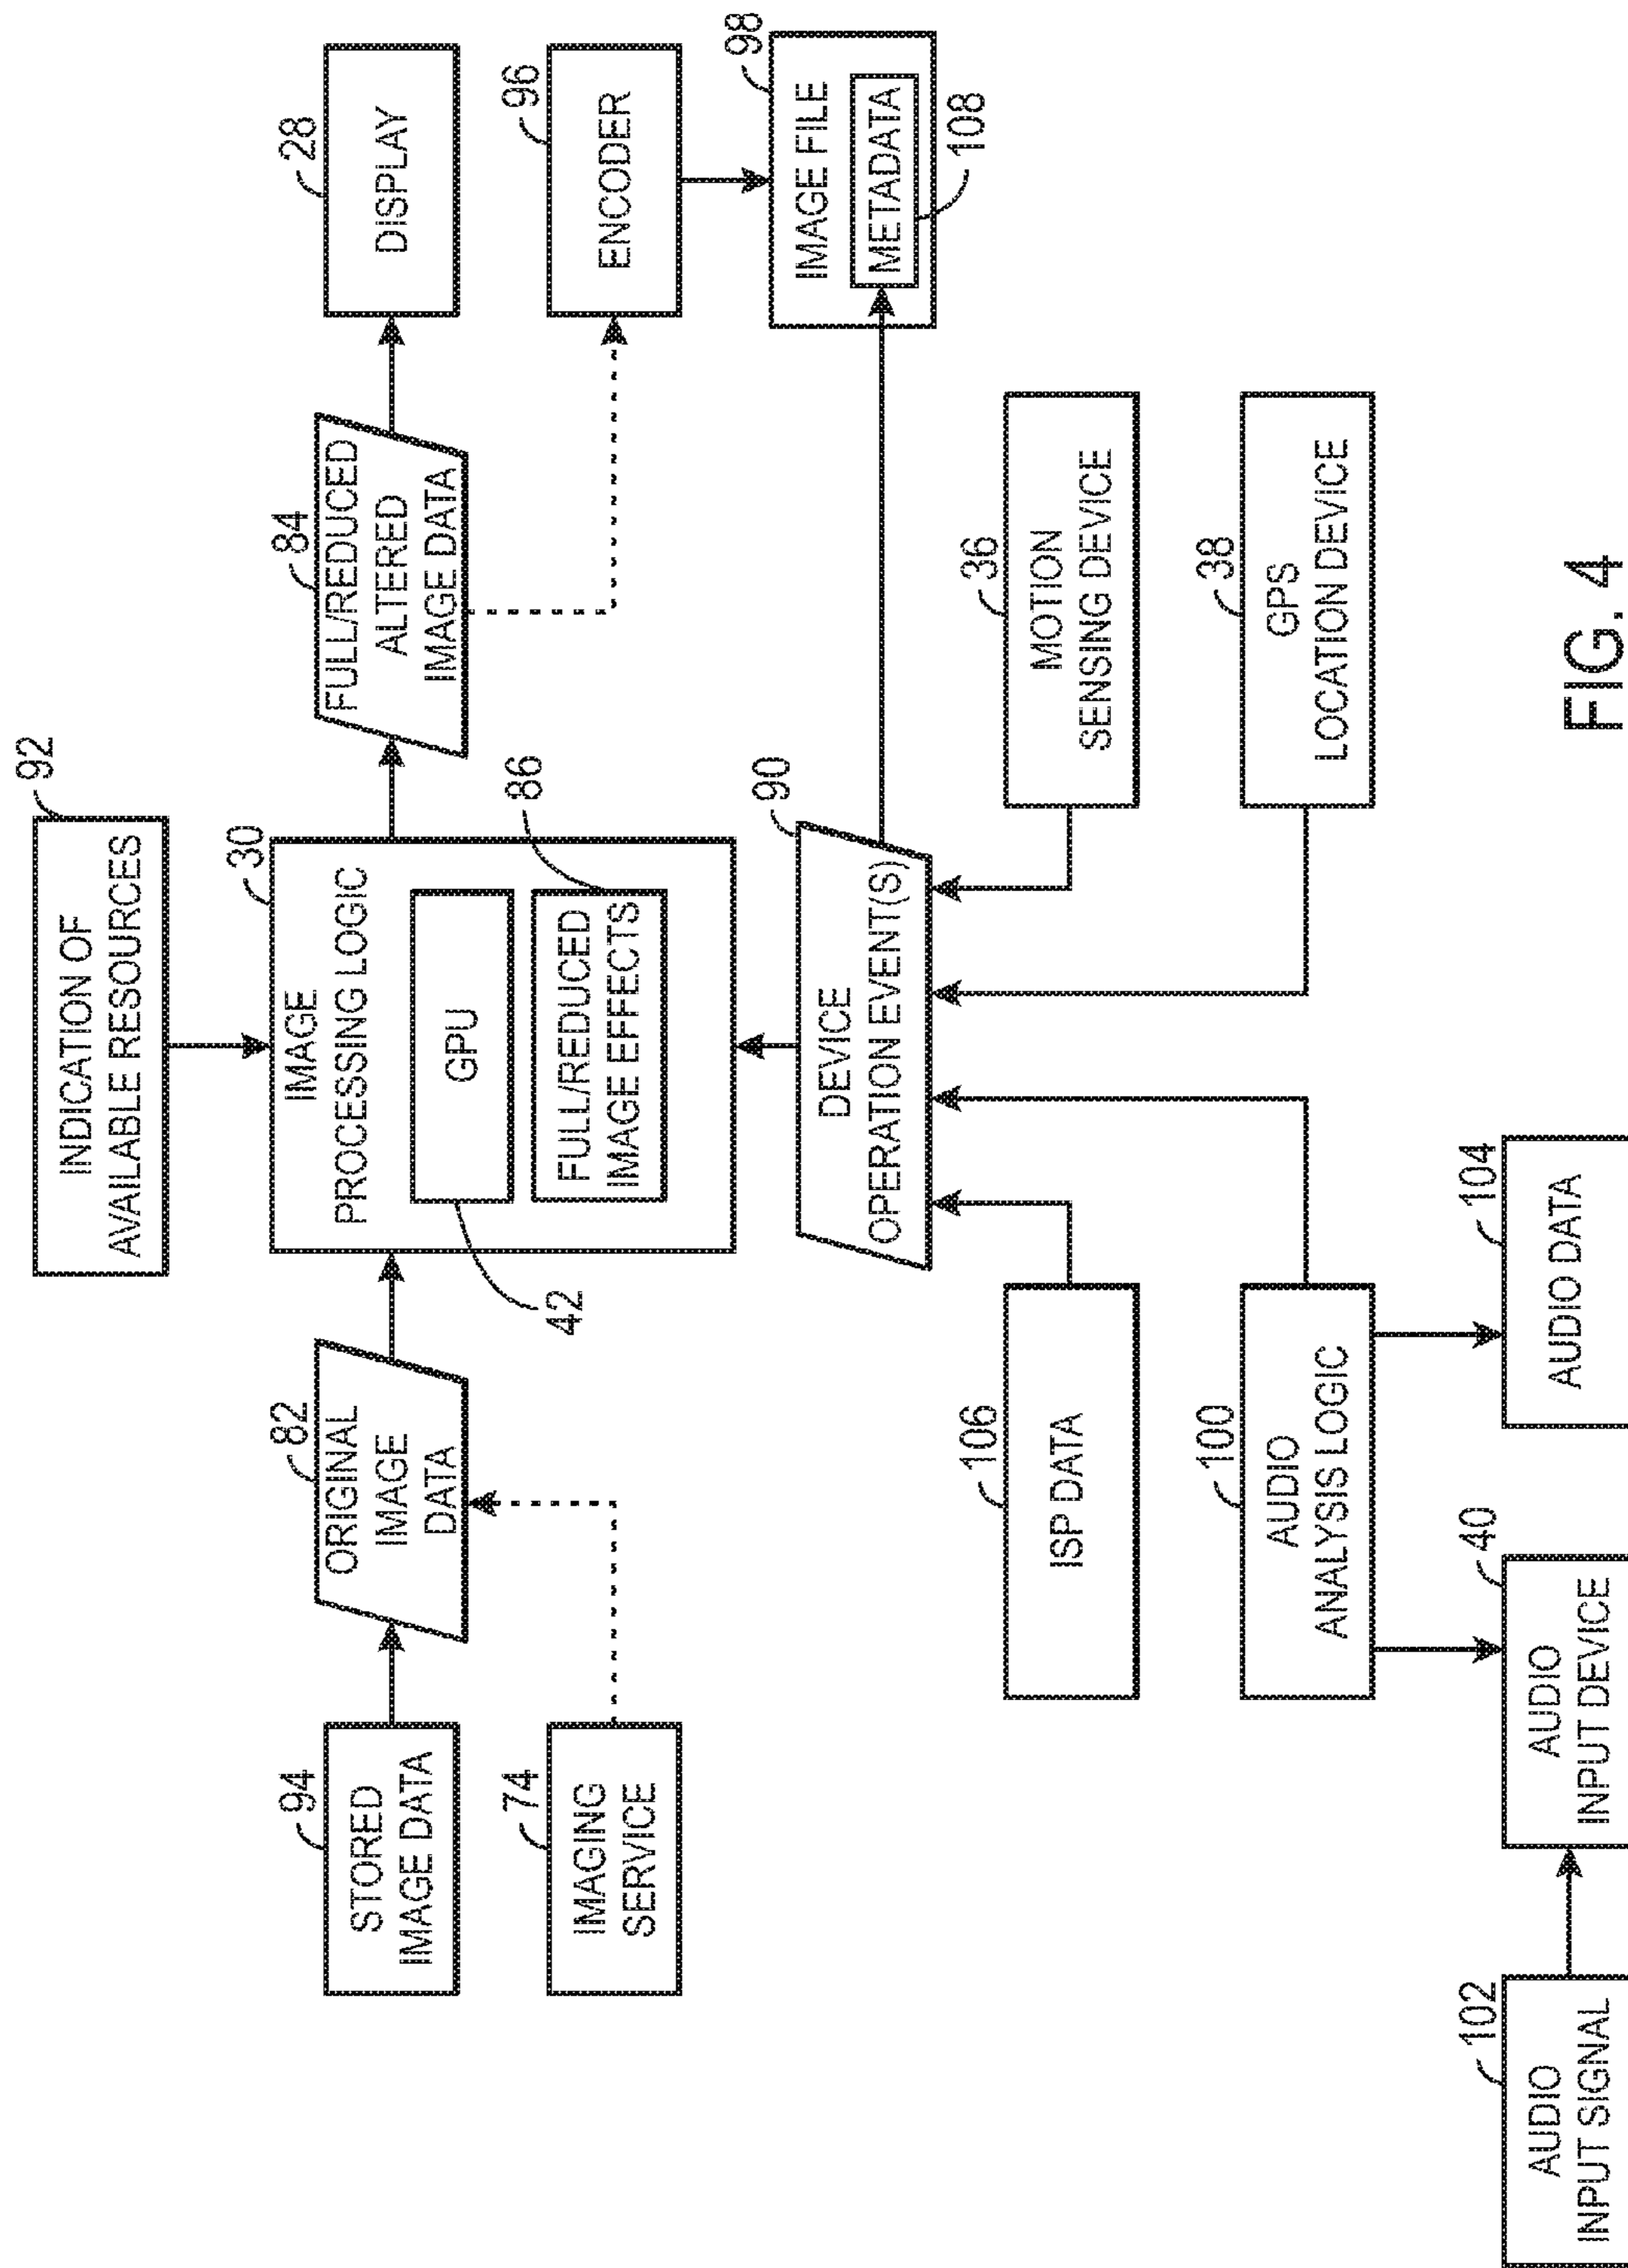 92
INDICATION OF
AVAILABLE RESOURCES
94
STORED
IMAGE DATA
82
ORIGINAL
IMAGE
DATA
30
IMAGE
PROCESSING LOGIC
84
FULL/REDUCED
ALTERED
IMAGE DATA
28
DISPLAY
GPU
42
86
FULL/REDUCED
IMAGE EFFECTS
74
IMAGING
SERVICE
96
ENCODER
90
DEVICE
OPERATION EVENT(S)
98
IMAGE FILE
METADATA
108
106
ISP DATA
36
MOTION
SENSING DEVICE
100
AUDIO
ANALYSIS LOGIC
38
GPS
LOCATION DEVICE
102
AUDIO
INPUT SIGNAL
40
AUDIO
INPUT DEVICE
104
AUDIO DATA
FIG. 4